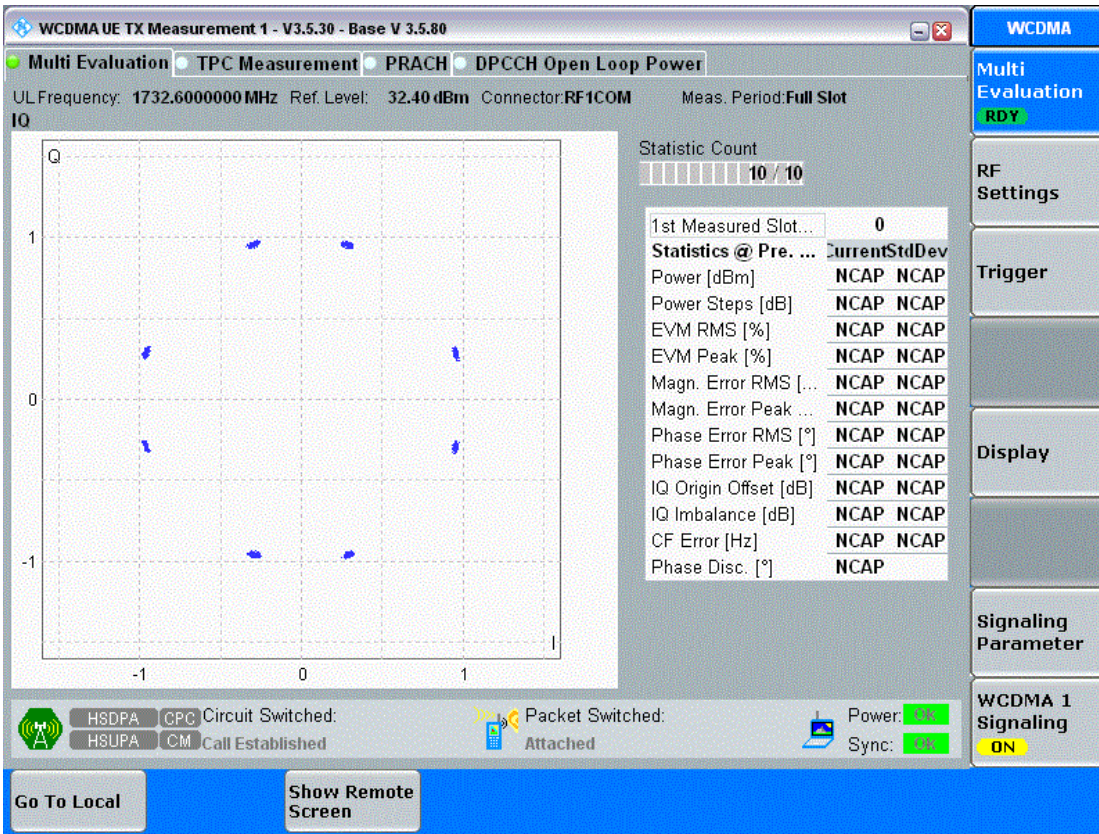 WCDMA UE TX Measurement 1 - V3.5.30 - Base V 3.5.80
WCDMA
Multi Evaluation TPC Measurement PRACH DPCCH Open Loop Power
UL Frequency: 1732.6000000 MHz Ref. Level: 32.40 dBm Connector:RF1COM Meas. Period:Full Slot
IQ
Q
1
0
-1
-1 0 1
I
Statistic Count
10 / 10
1st Measured Slot... 0
Statistics @ Pre. ... Current StdDev
Power [dBm] NCAP NCAP
Power Steps [dB] NCAP NCAP
EVM RMS [%] NCAP NCAP
EVM Peak [%] NCAP NCAP
Magn. Error RMS [... NCAP NCAP
Magn. Error Peak ... NCAP NCAP
Phase Error RMS [°] NCAP NCAP
Phase Error Peak [°] NCAP NCAP
IQ Origin Offset [dB] NCAP NCAP
IQ Imbalance [dB] NCAP NCAP
CF Error [Hz] NCAP NCAP
Phase Disc. [°] NCAP
Multi
Evaluation
RDY
RF
Settings
Trigger
Display
Signaling
Parameter
WCDMA 1
Signaling
ON
HSDPA CPC Circuit Switched: Packet Switched: Power: Ok
HSUPA CM Call Established Attached Sync: Ok
Go To Local
Show Remote
Screen